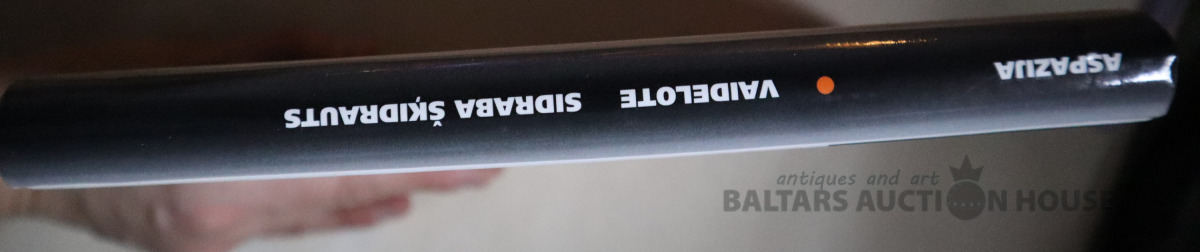 ASPAZIJA
VAIDELOTE SIDRABA ŠĶIDRAUTS
antiques and art
BALTARS AUCTION HOUSE